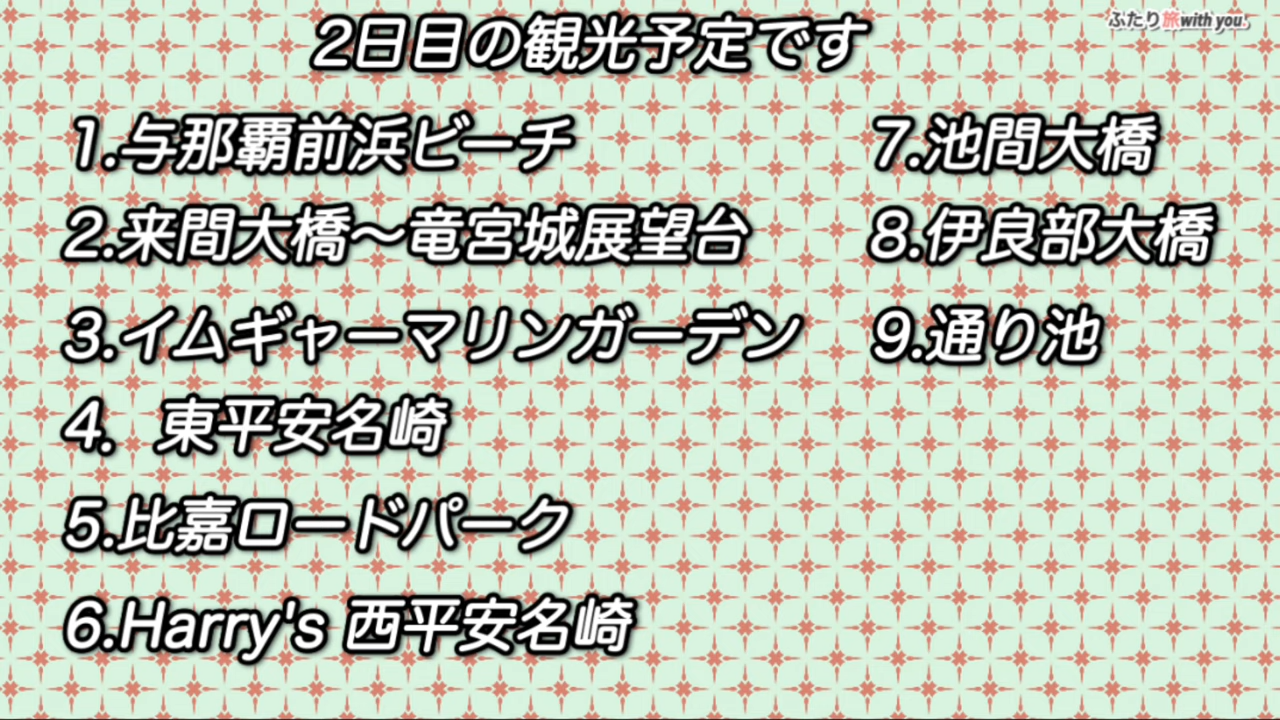 2日目の観光予定です
ふたり旅with you.
1.与那覇前浜ビーチ
2.来間大橋～竜宮城展望台
3.イムギャーマリンガーデン
4. 東平安名崎
5.比嘉ロードパーク
6.Harry's 西平安名崎
7.池間大橋
8.伊良部大橋
9.通り池